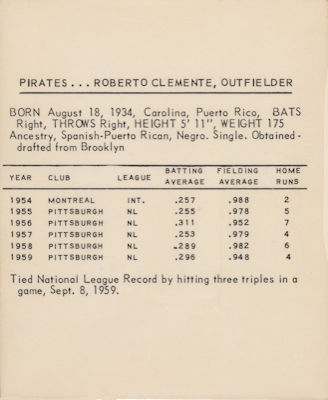 PIRATES... ROBERTO CLEMENTE, OUTFIELDER
BORN August 18, 1934, Carolina, Puerto Rico, BATS
Right, THROWS Right, HEIGHT 5' 11", WEIGHT 175
Ancestry, Spanish-Puerto Rican, Negro. Single. Obtained-
drafted from Brooklyn
YEAR CLUB LEAGUE BATTING AVERAGE FIELDING AVERAGE HOME RUNS
1954 MONTREAL INT. .257 .988 2
1955 PITTSBURGH NL .255 .978 5
1956 PITTSBURGH NL .311 .952 7
1957 PITTSBURGH NL .253 .979 4
1958 PITTSBURGH NL .289 .982 6
1959 PITTSBURGH NL .296 .948 4
Tied National League Record by hitting three triples in a
game, Sept. 8, 1959.